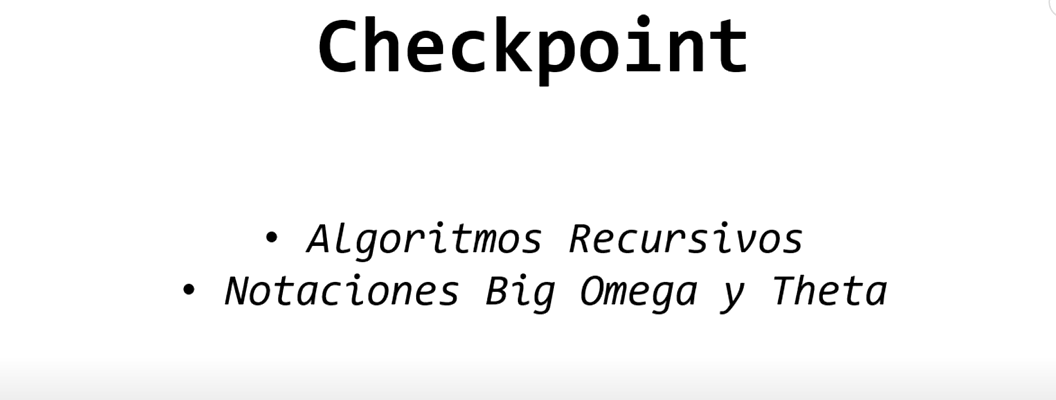 Checkpoint
• Algoritmos Recursivos
• Notaciones Big Omega y Theta